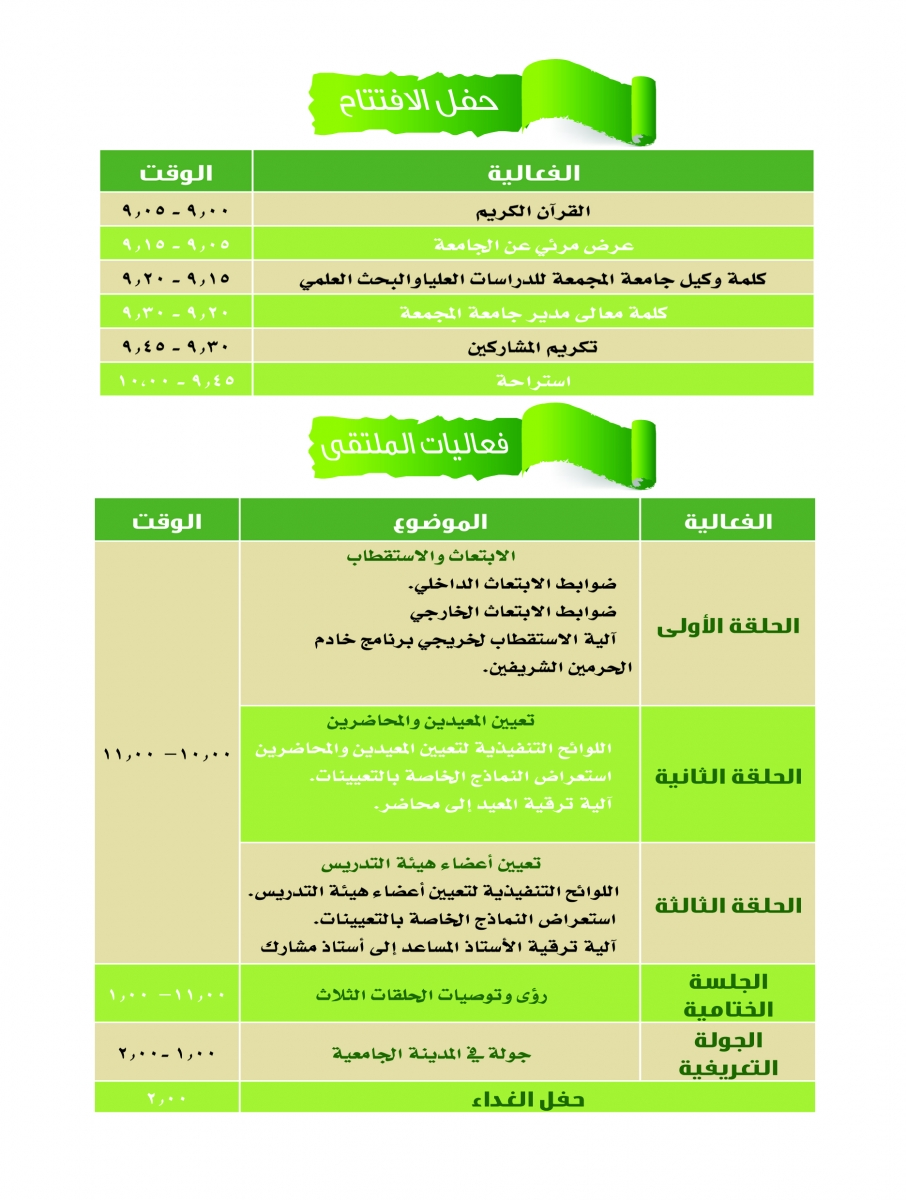 حفل الافتتاح
الفعالية الوقت
القرآن الكريم ٩,٠٠ - ٩,٠٥
عرض مرئي عن الجامعة ٩,٠٥ - ٩,١٥
كلمة وكيل جامعة المجمعة للدراسات العلياوالبحث العلمي ٩,١٥ - ٩,٢٠
كلمة معالى مدير جامعة المجمعة ٩,٢٠ - ٩,٣٠
تكريم المشاركين ٩,٣٠ - ٩,٤٥
استراحة ٩,٤٥ - ١٠,٠٠
فعاليات الملتقى
الفعالية الموضوع الوقت
الحلقة الأولى
الابتعاث والاستقطاب
ضوابط الابتعاث الداخلي.
ضوابط الابتعاث الخارجي
آلية الاستقطاب لخريجي برنامج خادم
الحرمين الشريفين.
١٠,٠٠– ١١,٠٠
الحلقة الثانية
تعيين المعيدين والمحاضرين
اللوائح التنفيذية لتعيين المعيدين والمحاضرين
استعراض النماذج الخاصة بالتعيينات.
آلية ترقية المعيد إلى محاضر.
الحلقة الثالثة
تعيين أعضاء هيئة التدريس
اللوائح التنفيذية لتعيين أعضاء هيئة التدريس.
استعراض النماذج الخاصة بالتعيينات.
آلية ترقية الأستاذ المساعد إلى أستاذ مشارك
الجلسة
الختامية
رؤى وتوصيات الحلقات الثلاث ١١,٠٠– ١,٠٠
الجولة
التعريفية
جولة في المدينة الجامعية ١,٠٠ -٢,٠٠
حفل الغداء ٢,٠٠